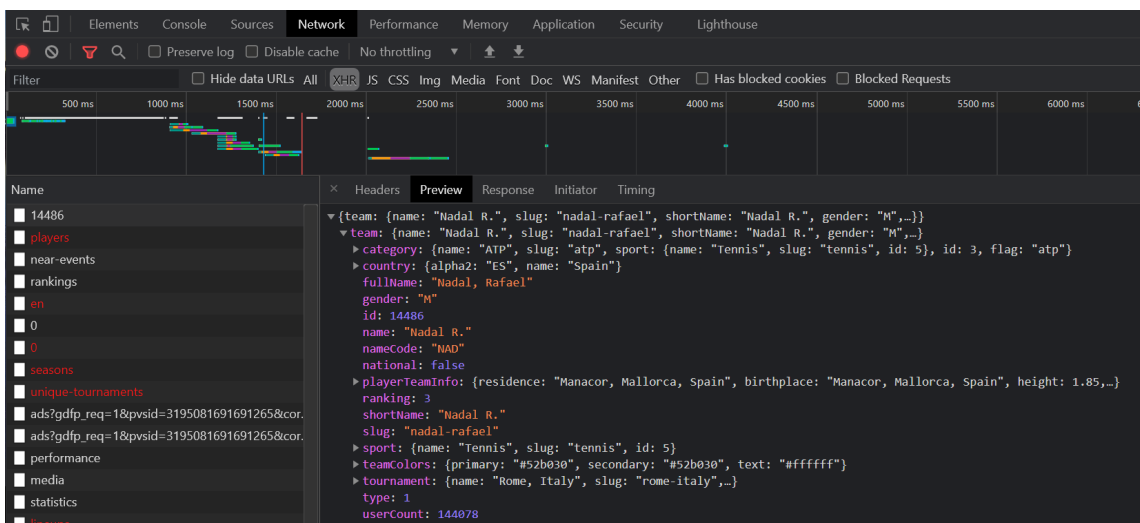 Elements Console Sources Network Performance Memory Application Security Lighthouse
Preserve log Disable cache No throttling
Filter Hide data URLs All XHR JS CSS Img Media Font Doc WS Manifest Other Has blocked cookies Blocked Requests
500 ms 1000 ms 1500 ms 2000 ms 2500 ms 3000 ms 3500 ms 4000 ms 4500 ms 5000 ms 5500 ms 6000 ms
Name
14486
players
near-events
rankings
en
0
0
seasons
unique-tournaments
ads?gdfp_req=1&pvsid=3195081691691265&cor.
ads?gdfp_req=1&pvsid=3195081691691265&cor.
performance
media
statistics
× Headers Preview Response Initiator Timing
▼{team: {name: "Nadal R.", slug: "nadal-rafael", shortName: "Nadal R.", gender: "M",…}}
▼team: {name: "Nadal R.", slug: "nadal-rafael", shortName: "Nadal R.", gender: "M",…}
▶category: {name: "ATP", slug: "atp", sport: {name: "Tennis", slug: "tennis", id: 5}, id: 3, flag: "atp"}
▶country: {alpha2: "ES", name: "Spain"}
fullName: "Nadal, Rafael"
gender: "M"
id: 14486
name: "Nadal R."
nameCode: "NAD"
national: false
▶playerTeamInfo: {residence: "Manacor, Mallorca, Spain", birthplace: "Manacor, Mallorca, Spain", height: 1.85,…}
ranking: 3
shortName: "Nadal R."
slug: "nadal-rafael"
▶sport: {name: "Tennis", slug: "tennis", id: 5}
▶teamColors: {primary: "#52b030", secondary: "#52b030", text: "#ffffff"}
▶tournament: {name: "Rome, Italy", slug: "rome-italy",…}
type: 1
userCount: 144078